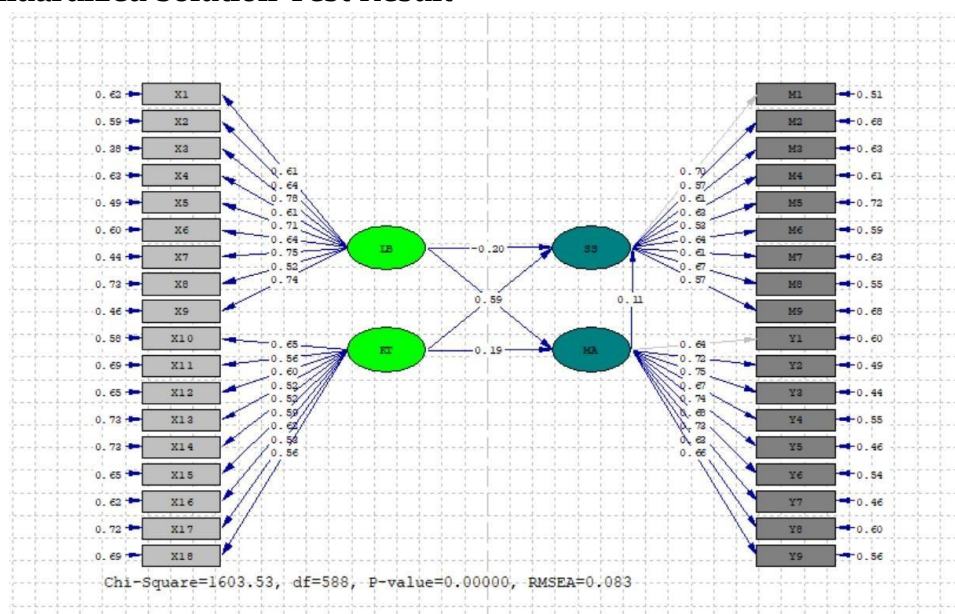 ndardized Solution Test Result
0.62 X1
0.59 X2
0.38 X3
0.63 X4
0.49 X5
0.60 X6
0.44 X7
0.73 X8
0.46 X9
0.58 X10
0.69 X11
0.65 X12
0.73 X13
0.73 X14
0.65 X15
0.62 X16
0.72 X17
0.69 X18
0.61
0.64
0.78
0.61
0.71
0.64
0.75
0.52
0.74
0.65
0.56
0.60
0.52
0.52
0.59
0.62
0.53
0.56
LB
KT
-0.20
0.59
0.19
SS
0.11
MA
0.70
0.57
0.61
0.63
0.53
0.64
0.61
0.67
0.57
0.64
0.72
0.75
0.67
0.74
0.68
0.73
0.63
0.66
M1 0.51
M2 0.68
M3 0.63
M4 0.61
M5 0.72
M6 0.59
M7 0.63
M8 0.55
M9 0.68
Y1 0.60
Y2 0.49
Y3 0.44
Y4 0.55
Y5 0.46
Y6 0.54
Y7 0.46
Y8 0.60
Y9 0.56
Chi-Square=1603.53, df=588, P-value=0.00000, RMSEA=0.083